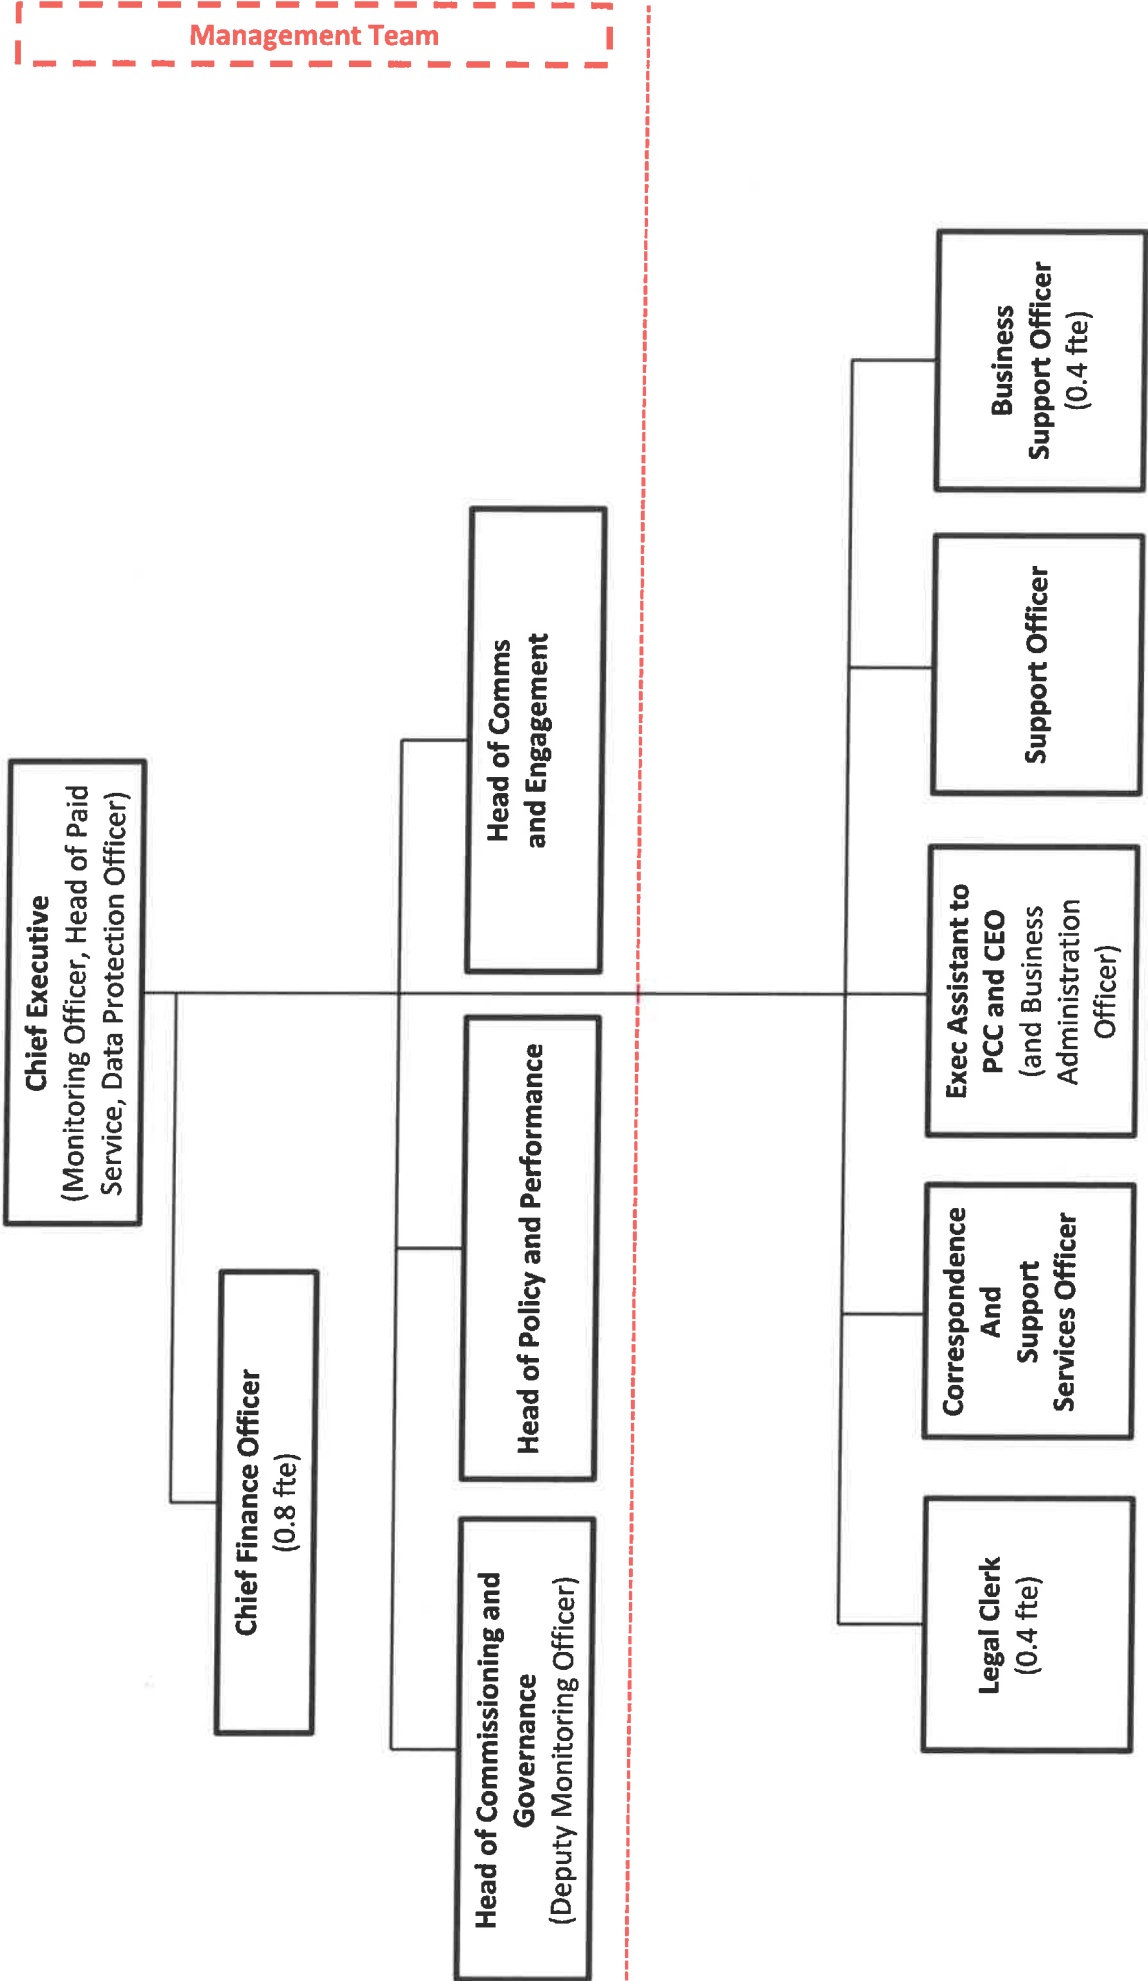 Management Team
Chief Executive
(Monitoring Officer, Head of Paid
Service, Data Protection Officer)
Chief Finance Officer
(0.8 fte)
Head of Commissioning and
Governance
(Deputy Monitoring Officer)
Head of Policy and Performance
Head of Comms
and Engagement
Legal Clerk
(0.4 fte)
Correspondence
And
Support
Services Officer
Exec Assistant to
PCC and CEO
(and Business
Administration
Officer)
Support Officer
Business
Support Officer
(0.4 fte)